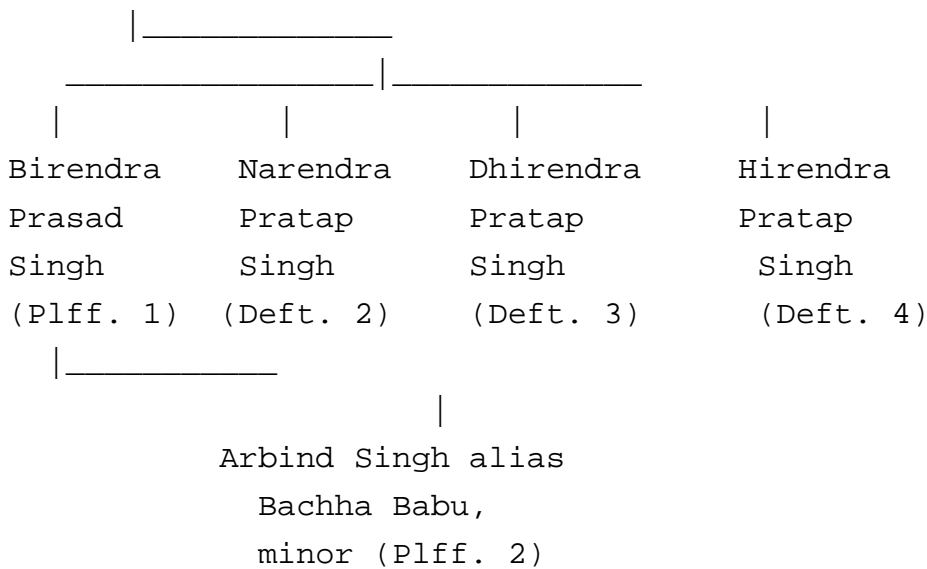 Birendra Narendra Dhirendra Hirendra
Prasad Pratap Pratap Pratap
Singh Singh Singh Singh
(Plff. 1) (Deft. 2) (Deft. 3) (Deft. 4)
Arbind Singh alias
Bachha Babu,
minor (Plff. 2)